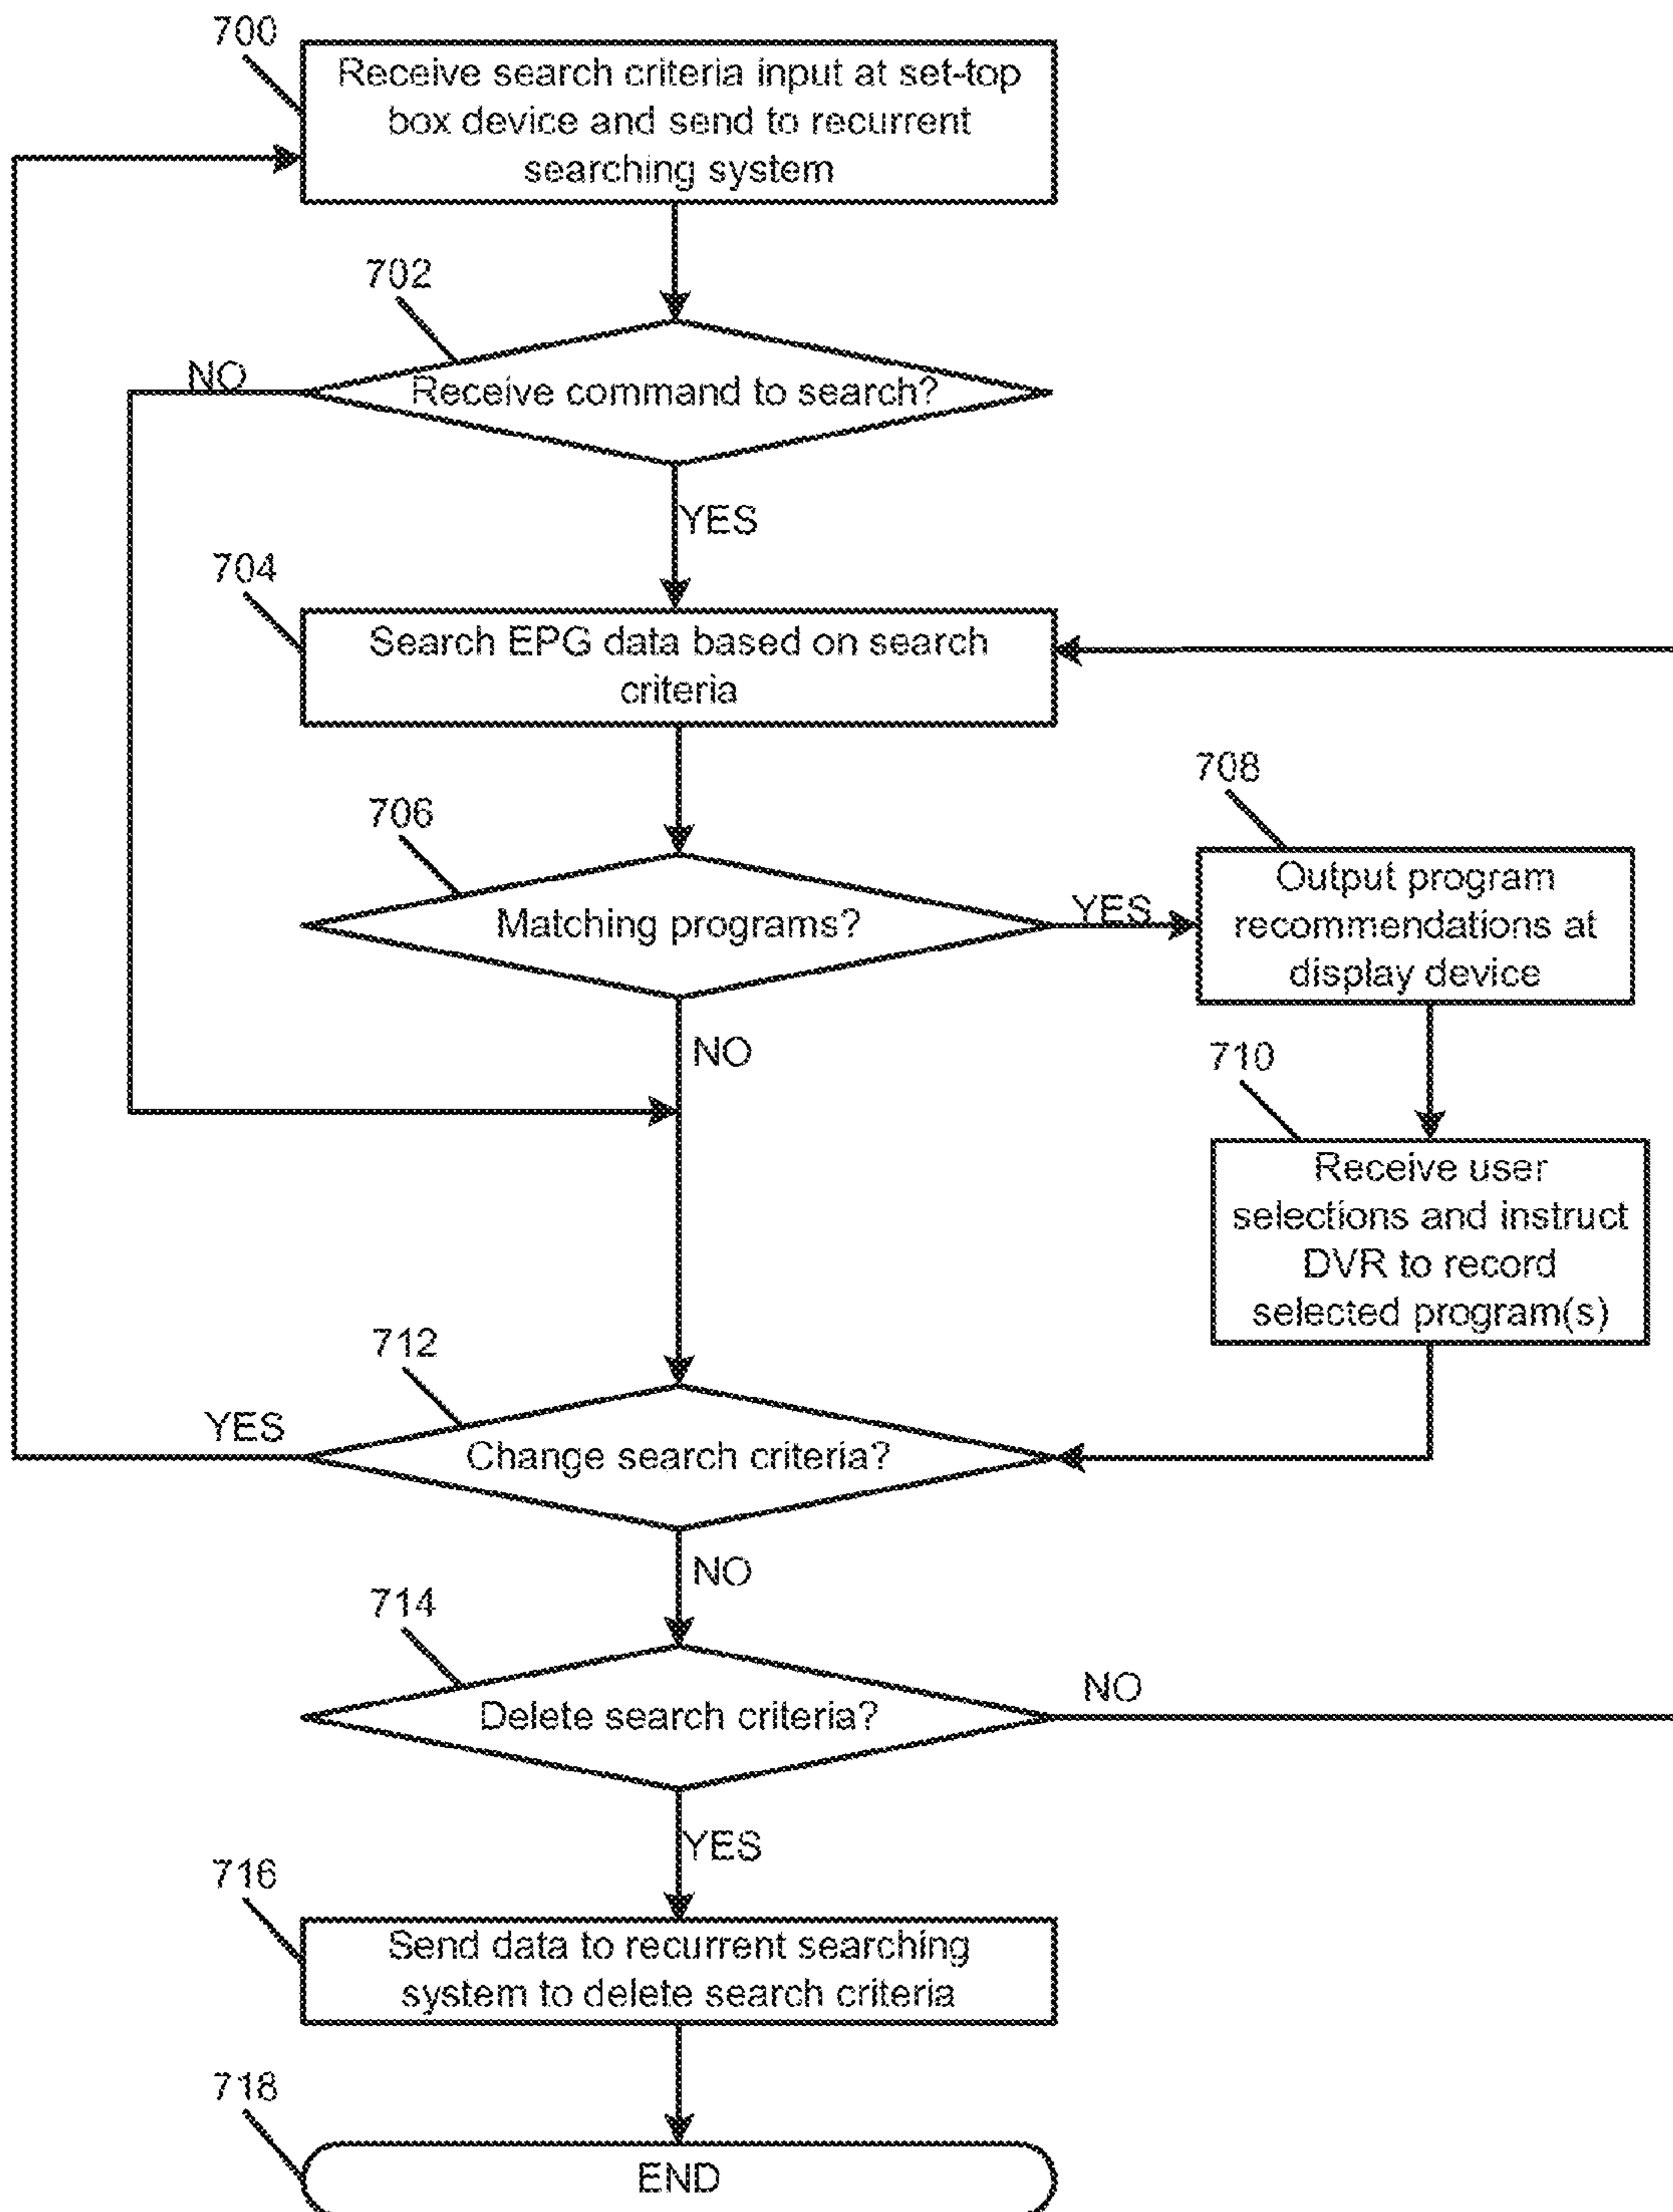 700
Receive search criteria input at set-top
box device and send to recurrent
searching system
702
NO
Receive command to search?
YES
704
Search EPG data based on search
criteria
706
Matching programs?
YES
708
Output program
recommendations at
display device
NO
710
Receive user
selections and instruct
DVR to record
selected program(s)
712
YES
Change search criteria?
NO
714
Delete search criteria?
NO
YES
716
Send data to recurrent searching
system to delete search criteria
718
END